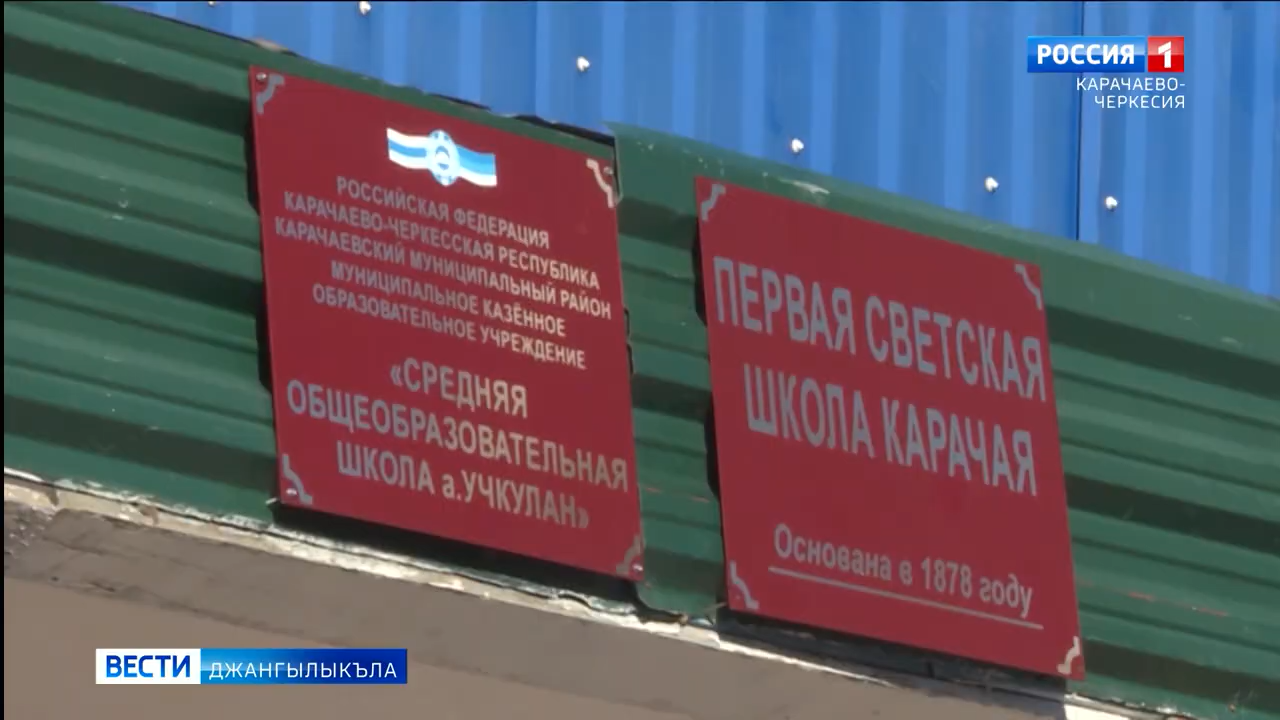 РОССИЯ 1
КАРАЧАЕВО-
ЧЕРКЕСИЯ
РОССИЙСКАЯ ФЕДЕРАЦИЯ
КАРАЧАЕВО-ЧЕРКЕССКАЯ РЕСПУБЛИКА
КАРАЧАЕВСКИЙ МУНИЦИПАЛЬНЫЙ РАЙОН
МУНИЦИПАЛЬНОЕ КАЗЁННОЕ
ОБРАЗОВАТЕЛЬНОЕ УЧРЕЖДЕНИЕ
«СРЕДНЯЯ
ОБЩЕОБРАЗОВАТЕЛЬНАЯ
ШКОЛА а.УЧКУЛАН»
ПЕРВАЯ СВЕТСКАЯ
ШКОЛА КАРАЧАЯ
Основана в 1878 году
ВЕСТИ ДЖАНГЫЛЫКЪЛА